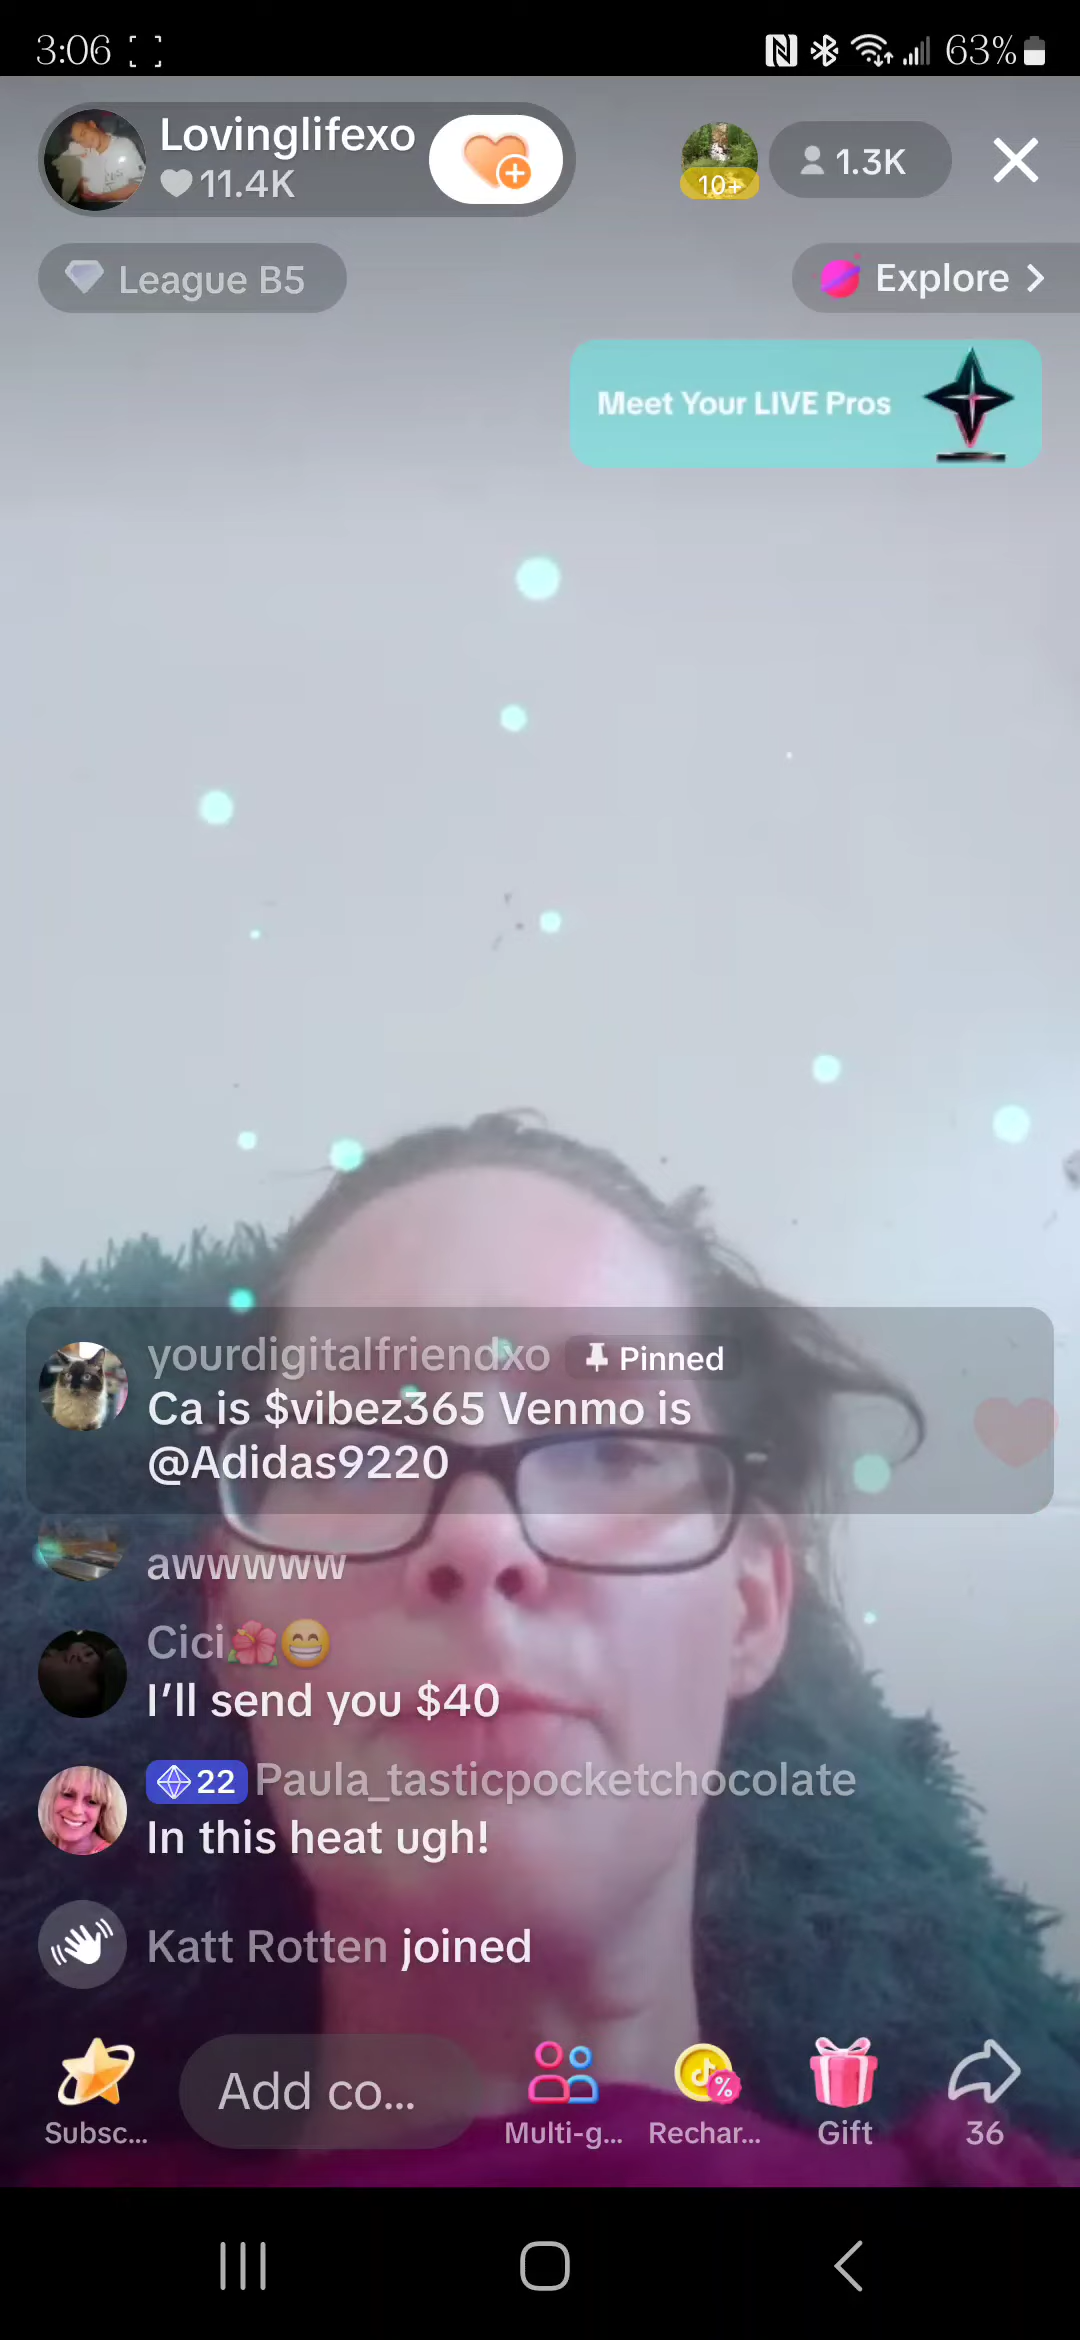 3:06
63%
Lovinglifexo
11.4K
10+
1.3K
League B5
Explore
Meet Your LIVE Pros
yourdigitalfriendxo Pinned
Ca is $vibez365 Venmo is
@Adidas9220
awwwww
Cici🌺😁
I’ll send you $40
22 Paula_tasticpocketchocolate
In this heat ugh!
Katt Rotten joined
Add co...
Subsc...
Multi-g...
Rechar...
Gift
36